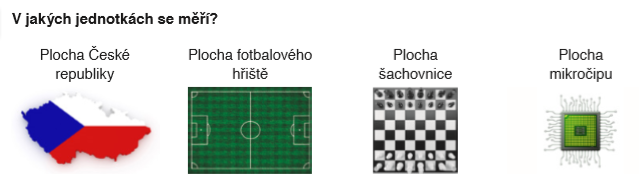 V jakých jednotkách se měří?
Plocha České
republiky
Plocha fotbalového
hřiště
Plocha
šachovnice
Plocha
mikročipu